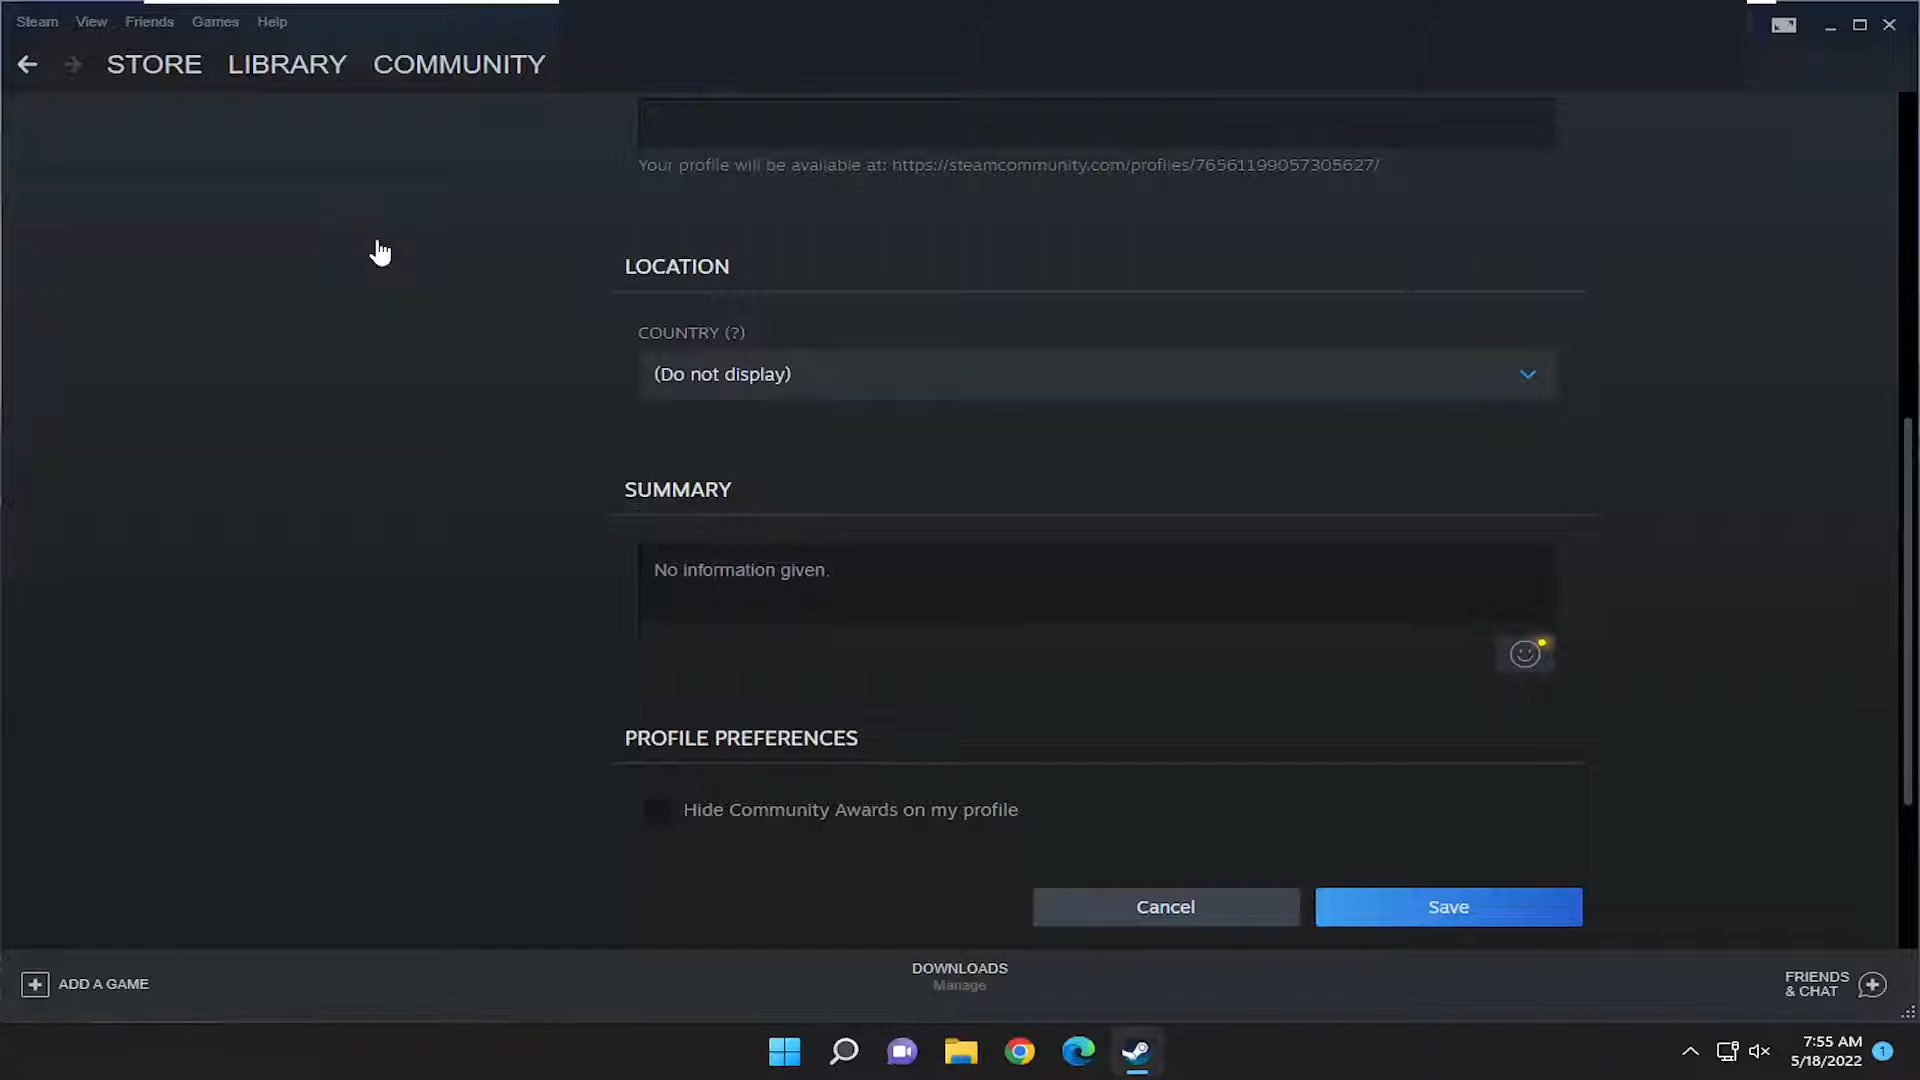 Steam View Friends Games Help
STORE LIBRARY COMMUNITY
Your profile will be available at: https://steamcommunity.com/profiles/76561199057305627/
LOCATION
COUNTRY (?)
(Do not display)
SUMMARY
No information given.
PROFILE PREFERENCES
Hide Community Awards on my profile
Cancel Save
ADD A GAME
DOWNLOADS
Manage
FRIENDS
& CHAT
7:55 AM
5/18/2022
1